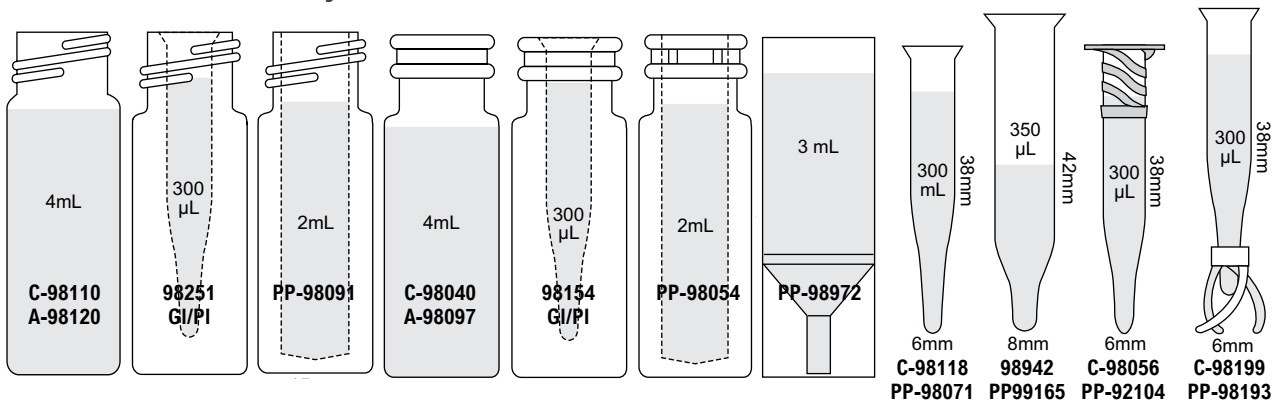 4mL
C-98110
A-98120
300
µL
98251
GI/PI
2mL
PP-98091
4mL
C-98040
A-98097
300
µL
98154
GI/PI
2mL
PP-98054
3 mL
PP-98972
300
mL
38mm
6mm
C-98118
PP-98071
350
µL
42mm
8mm
98942
PP99165
300
µL
38mm
6mm
C-98056
PP-92104
300
µL
38mm
6mm
C-98199
PP-98193